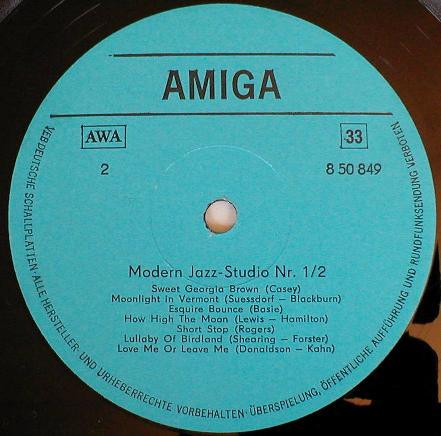 AMIGA
AWA
33
2
8 50 849
Modern Jazz-Studio Nr. 1/2
Sweet Georgia Brown (Casey)
Moonlight in Vermont (Suessdorf – Blackburn)
Esquire Bounce (Basie)
How High The Moon (Lewis – Hamilton)
Short Stop (Rogers)
Lullaby Of Birdland (Shearing – Forster)
Love Me Or Leave Me (Donaldson – Kahn)
VEB DEUTSCHE SCHALLPLATTEN · ALLE HERSTELLER- UND URHEBERRECHTE VORBEHALTEN · ÜBERSPIELUNG, ÖFFENTLICHE AUFFÜHRUNG UND RUNDFUNKSENDUNG VERBOTEN